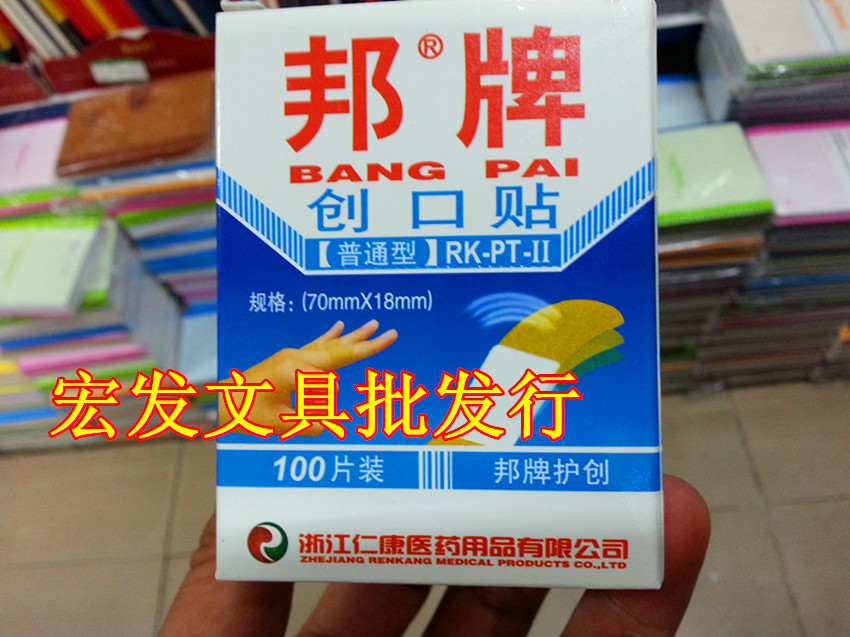 邦®牌
BANG PAI
创口贴
【普通型】RK-PT-II
规格：(70mmX18mm)
宏发文具批发行
100片装 邦牌护创
浙江仁康医药用品有限公司
ZHEJIANG RENKANG MEDICAL PRODUCTS CO.,LTD